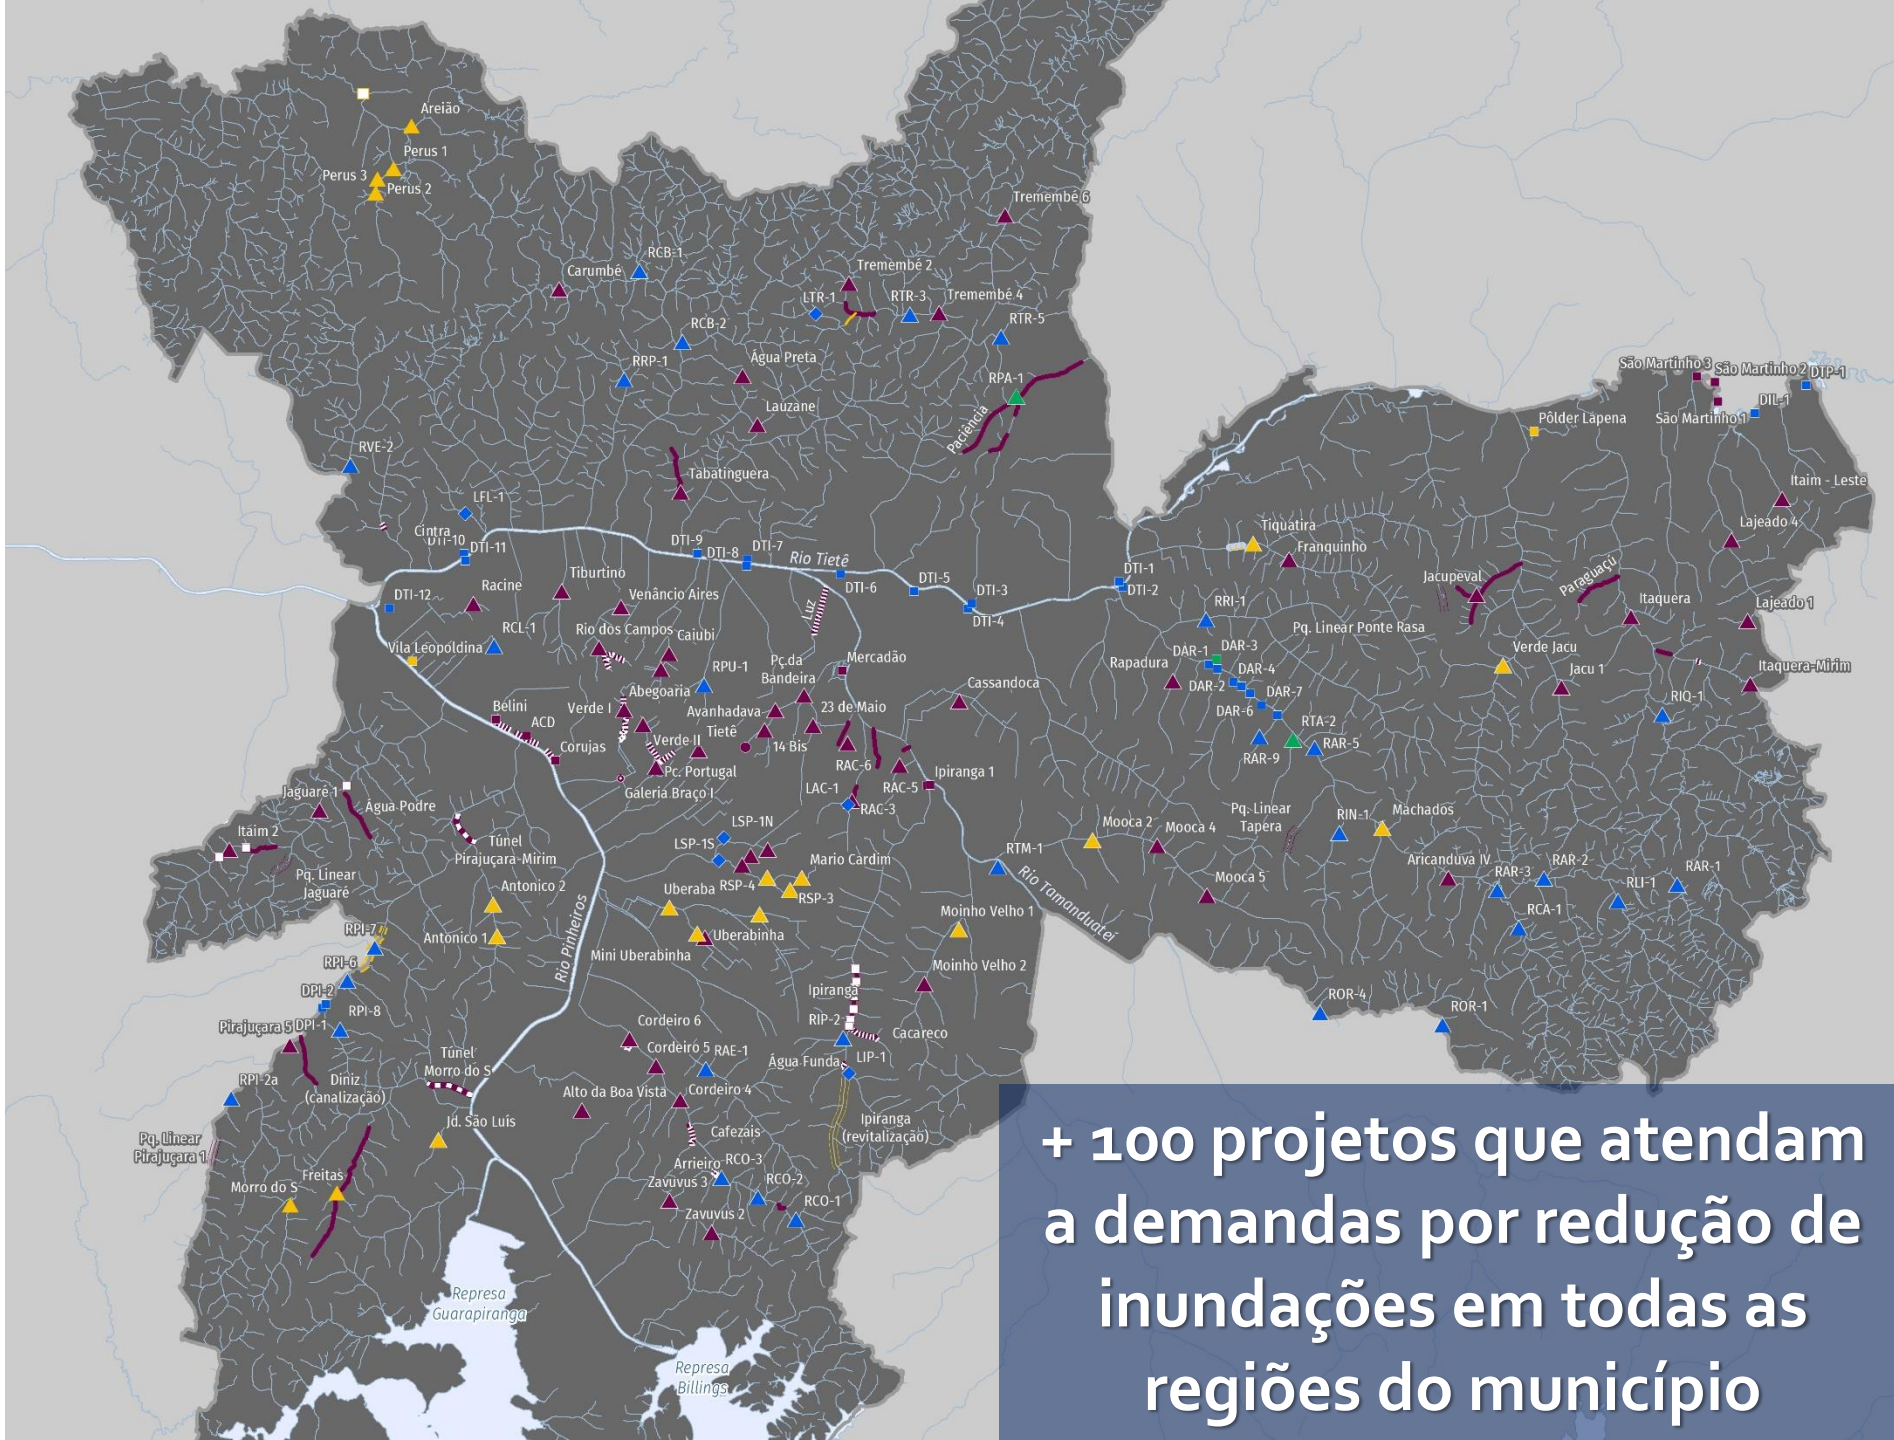 Areião
Perus 1
Perus 3
Perus 2
Tremembé 6
RCB-1
Carumbé
Tremembé 2
LTR-1
RTR-3
Tremembé 4
RCB-2
RTR-5
Água Preta
RRP-1
RPA-1
São Martinho 3
São Martinho 2
DTP-1
Lauzane
DIL-1
Paciência
São Martinho 1
Pôlder Lapena
RVE-2
Tabatinguera
Itaim - Leste
LFL-1
Lajeado 4
Cintra
DTI-10
DTI-11
DTI-9
DTI-8
DTI-7
Rio Tietê
Tiquatira
Franquinho
DTI-6
DTI-5
DTI-3
DTI-4
DTI-1
DTI-2
Jacupeval
Paraguaçu
Racine
Tiburtino
Venâncio Aires
DTI-12
Luz
RRI-1
Itaquera
Lajeado 1
RCL-1
Rio dos Campos
Caiubi
Pq. Linear Ponte Rasa
Vila Leopoldina
RPU-1
Pç.da
Bandeira
Mercadão
Rapadura
DAR-1
DAR-3
DAR-4
DAR-2
DAR-7
DAR-6
Verde Jacu
Jacu 1
Itaquera-Mirim
RIQ-1
Abegoaria
Cassandoca
Belini
ACD
Verde I
Avanhadava
23 de Maio
Corujas
Verde II
Tietê
14 Bis
RTA-2
RAR-5
RAR-9
Pc. Portugal
RAC-6
Galeria Braço I
LAC-1
RAC-5
Ipiranga 1
RAC-3
Jaguaré 1
Água Podre
Itaim 2
Túnel
Pirajuçara-Mirim
LSP-1N
LSP-1S
Mario Cardim
RTM-1
Mooca 2
Mooca 4
Pq. Linear
Tapera
RIN-1
Machados
Aricanduva IV
RAR-3
RAR-2
RAR-1
RLI-1
RCA-1
Mooca 5
Pq. Linear
Jaguaré
Antonico 2
Uberaba
RSP-4
RSP-3
Rio Tamanduateí
Antonico 1
Rio Pinheiros
Uberabinha
Mini Uberabinha
Moinho Velho 1
Moinho Velho 2
RPI-7
RPI-6
DPI-2
RPI-8
Pirajuçara 5
DPI-1
Ipiranga
RIP-2
Cacareco
ROR-4
ROR-1
Cordeiro 6
Cordeiro 5
RAE-1
Água Funda
LIP-1
Túnel
Morro do S
RPI-2a
Diniz
(canalização)
Alto da Boa Vista
Cordeiro 4
Jd. São Luís
Cafezais
Ipiranga
(revitalização)
Pq. Linear
Pirajuçara 1
Arrieiro
RCO-3
Zavuvus 3
RCO-2
RCO-1
Morro do S
Freitas
Zavuvus 2
Represa
Guarapiranga
Represa
Billings
+ 100 projetos que atendam
a demandas por redução de
inundações em todas as
regiões do município